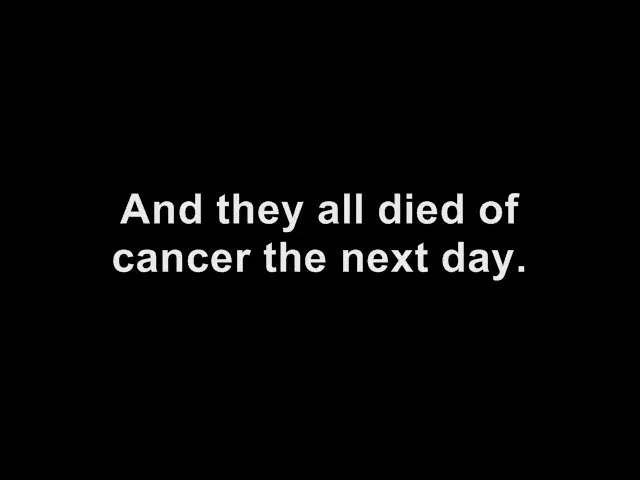 And they all died of
cancer the next day.